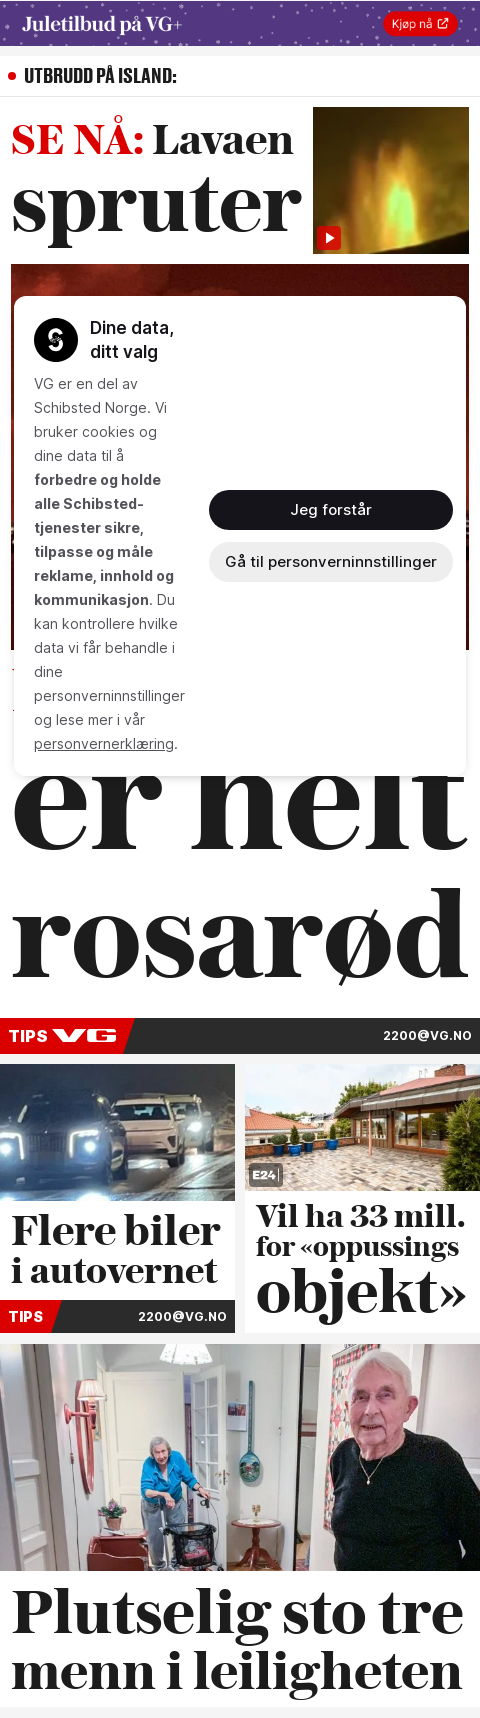 Juletilbud på VG+
Kjøp nå
UTBRUDD PÅ ISLAND:
SE NÅ: Lavaen
spruter
Dine data,
ditt valg
VG er en del av
Schibsted Norge. Vi
bruker cookies og
dine data til å
forbedre og holde
alle Schibsted-
tjenester sikre,
tilpasse og måle
reklame, innhold og
kommunikasjon. Du
kan kontrollere hvilke
data vi får behandle i
dine
personverninnstillinger
og lese mer i vår
personvernerklæring.
Jeg forstår
Gå til personverninnstillinger
er helt
rosarød
TIPS VG
2200@VG.NO
Flere biler
i autovernet
TIPS
2200@VG.NO
E24
Vil ha 33 mill.
for «oppussings
objekt»
Plutselig sto tre
menn i leiligheten